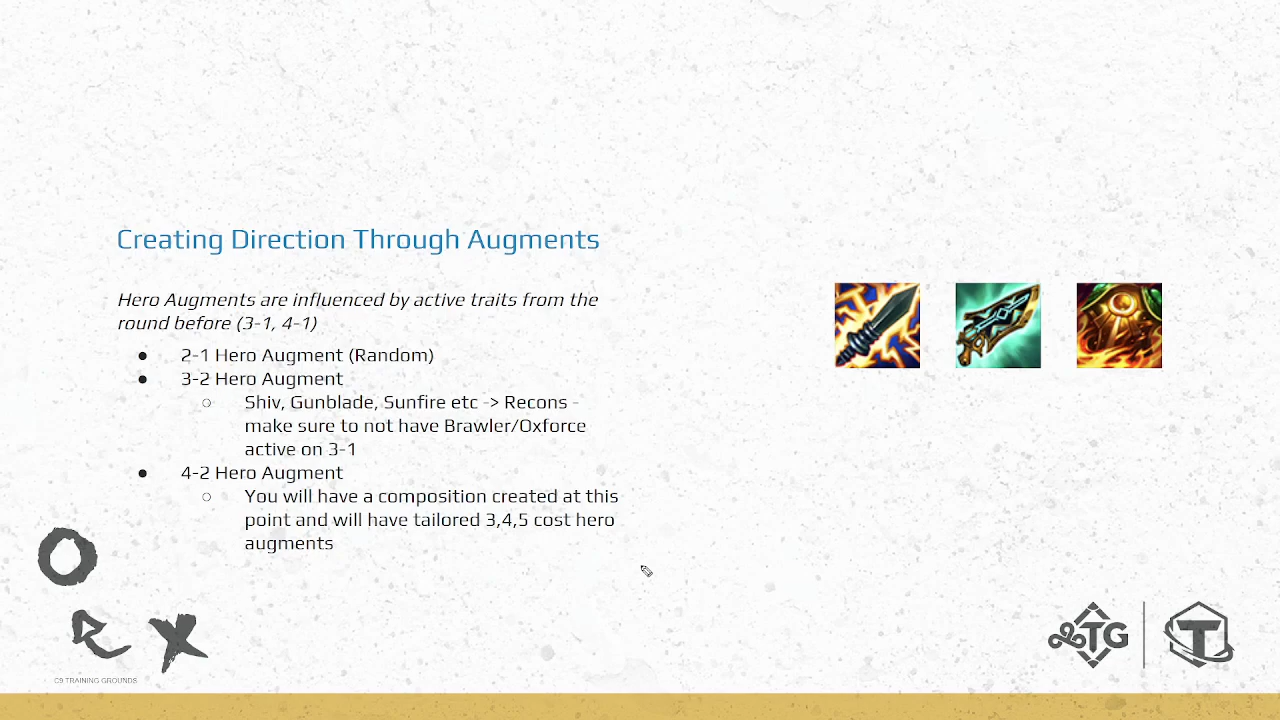 Creating Direction Through Augments
Hero Augments are influenced by active traits from the
round before (3-1, 4-1)
● 2-1 Hero Augment (Random)
● 3-2 Hero Augment
○ Shiv, Gunblade, Sunfire etc -> Recons -
make sure to not have Brawler/Oxforce
active on 3-1
● 4-2 Hero Augment
○ You will have a composition created at this
point and will have tailored 3,4,5 cost hero
augments
TG
T
C9 TRAINING GROUNDS